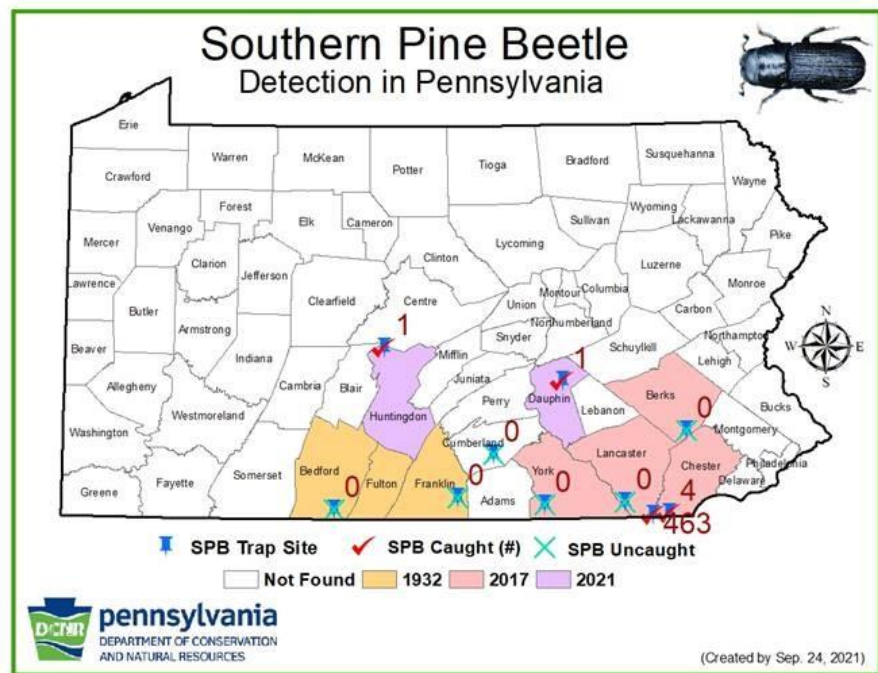 Southern Pine Beetle
Detection in Pennsylvania
Erie
Crawford
Warren
McKean
Potter
Tioga
Bradford
Susquehanna
Wayne
Mercer
Venango
Forest
Elk
Cameron
Sullivan
Wyoming
Lackawanna
Pike
Lawrence
Butler
Clarion
Jefferson
Clearfield
Clinton
Lycoming
Centre
Union
Montour
Columbia
Luzerne
Monroe
Carbon
Beaver
Armstrong
Indiana
Northumberland
Snyder
Mifflin
Juniata
Schuylkill
Northampton
Lehigh
1
1
N
W E
S
Allegheny
Westmoreland
Cambria
Blair
Huntingdon
Perry
Dauphin
Lebanon
Berks
0
Bucks
Montgomery
Philadelphia
Washington
Greene
Fayette
Somerset
Bedford
0
Fulton
Franklin
0
Cumberland
0
Adams
York
0
Lancaster
0
Chester
Delaware
4
463
SPB Trap Site
SPB Caught (#)
SPB Uncaught
Not Found
1932
2017
2021
DCNR
pennsylvania
DEPARTMENT OF CONSERVATION
AND NATURAL RESOURCES
(Created by Sep. 24, 2021)